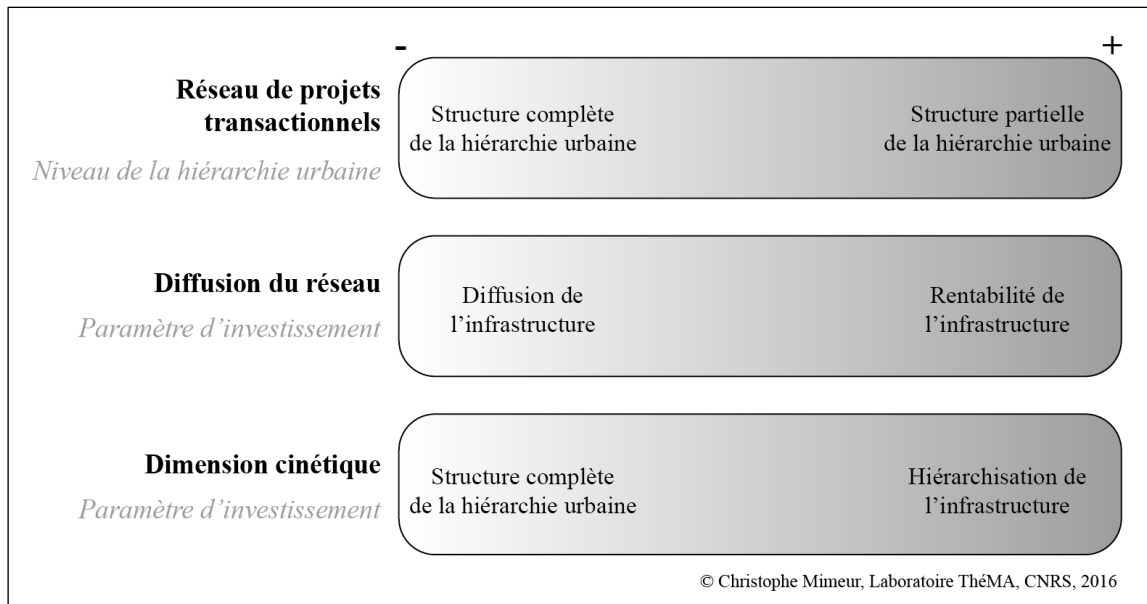 -
+
Réseau de projets
transactionnels
Niveau de la hiérarchie urbaine
Structure complète
de la hiérarchie urbaine
Structure partielle
de la hiérarchie urbaine
Diffusion du réseau
Paramètre d’investissement
Diffusion de
l’infrastructure
Rentabilité de
l’infrastructure
Dimension cinétique
Paramètre d’investissement
Structure complète
de la hiérarchie urbaine
Hiérarchisation de
l’infrastructure
© Christophe Mimeur, Laboratoire ThéMA, CNRS, 2016